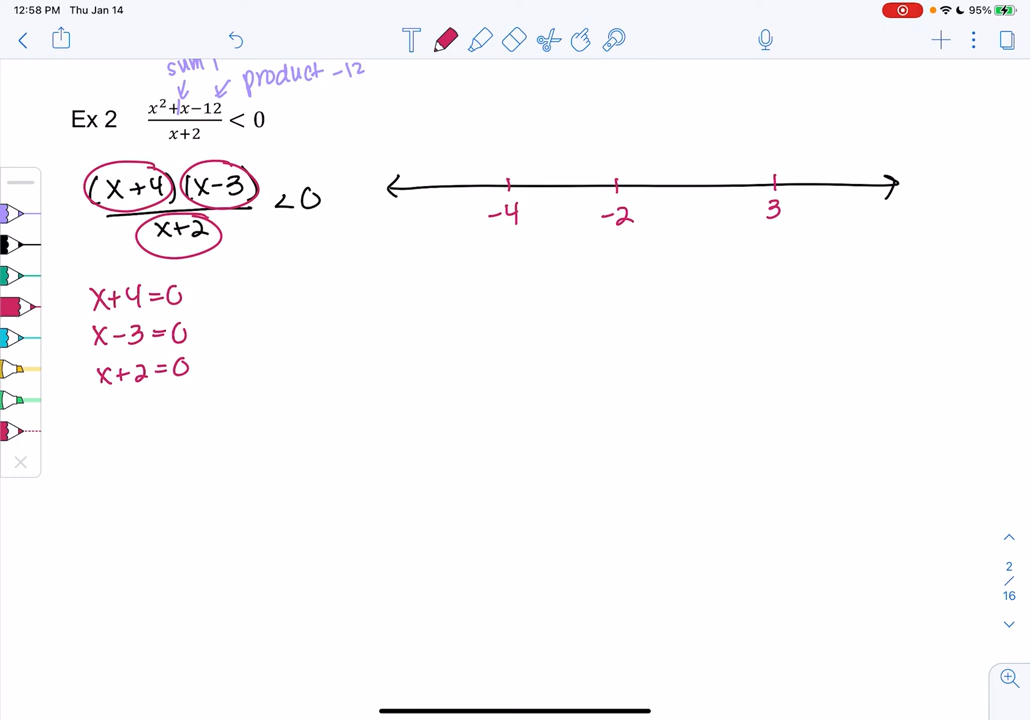 12:58 PM Thu Jan 14
95%
sum 1
product -12
Ex 2 x²+x−12 / x+2 < 0
(x+4)(x-3) / x+2 <0
-4 -2 3
x+4=0
x-3=0
x+2=0
2
/
16